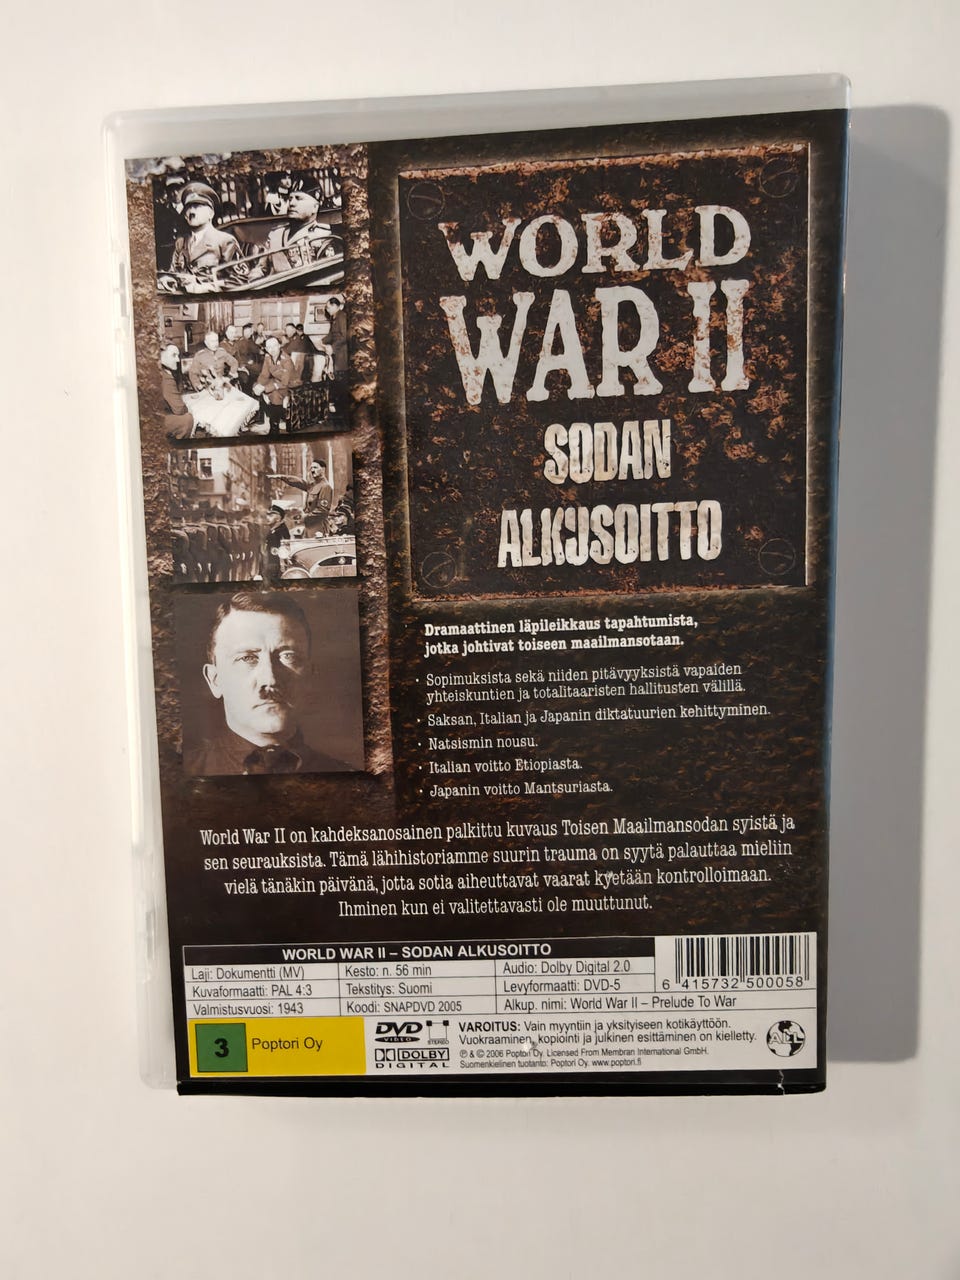 WORLD
WAR II
SODAN
ALKUSOITTO
Dramaattinen läpileikkaus tapahtumista,
jotka johtivat toiseen maailmansotaan.
· Sopimuksista sekä niiden pitävyyksistä vapaiden
yhteiskuntien ja totalitaaristen hallitusten välillä.
· Saksan, Italian ja Japanin diktatuurien kehittyminen.
· Natsismin nousu.
· Italian voitto Etiopiasta.
· Japanin voitto Mantsuriasta.
World War II on kahdeksanosainen palkittu kuvaus Toisen Maailmansodan syistä ja
sen seurauksista. Tämä lähihistoriamme suurin trauma on syytä palauttaa mieliin
vielä tänäkin päivänä, jotta sotia aiheuttavat vaarat kyetään kontrolloimaan.
Ihminen kun ei valitettavasti ole muuttunut.
WORLD WAR II – SODAN ALKUSOITTO
Laji: Dokumentti (MV) Kesto: n. 56 min Audio: Dolby Digital 2.0
Kuvaformaatti: PAL 4:3 Tekstitys: Suomi Levyformaatti: DVD-5
6 415732 500058
Valmistusvuosi: 1943 Koodi: SNAPDVD 2005 Alkup. nimi: World War II – Prelude To War
3 Poptori Oy
DVD VIDEO
STEREO
DOLBY
DIGITAL
VAROITUS: Vain myyntiin ja yksityiseen kotikäyttöön.
Vuokraaminen, kopiointi ja julkinen esittäminen on kielletty.
℗ & © 2006 Poptori Oy. Licensed From Membran International GmbH.
Suomenkielinen tuotanto: Poptori Oy. www.poptori.fi
ALL